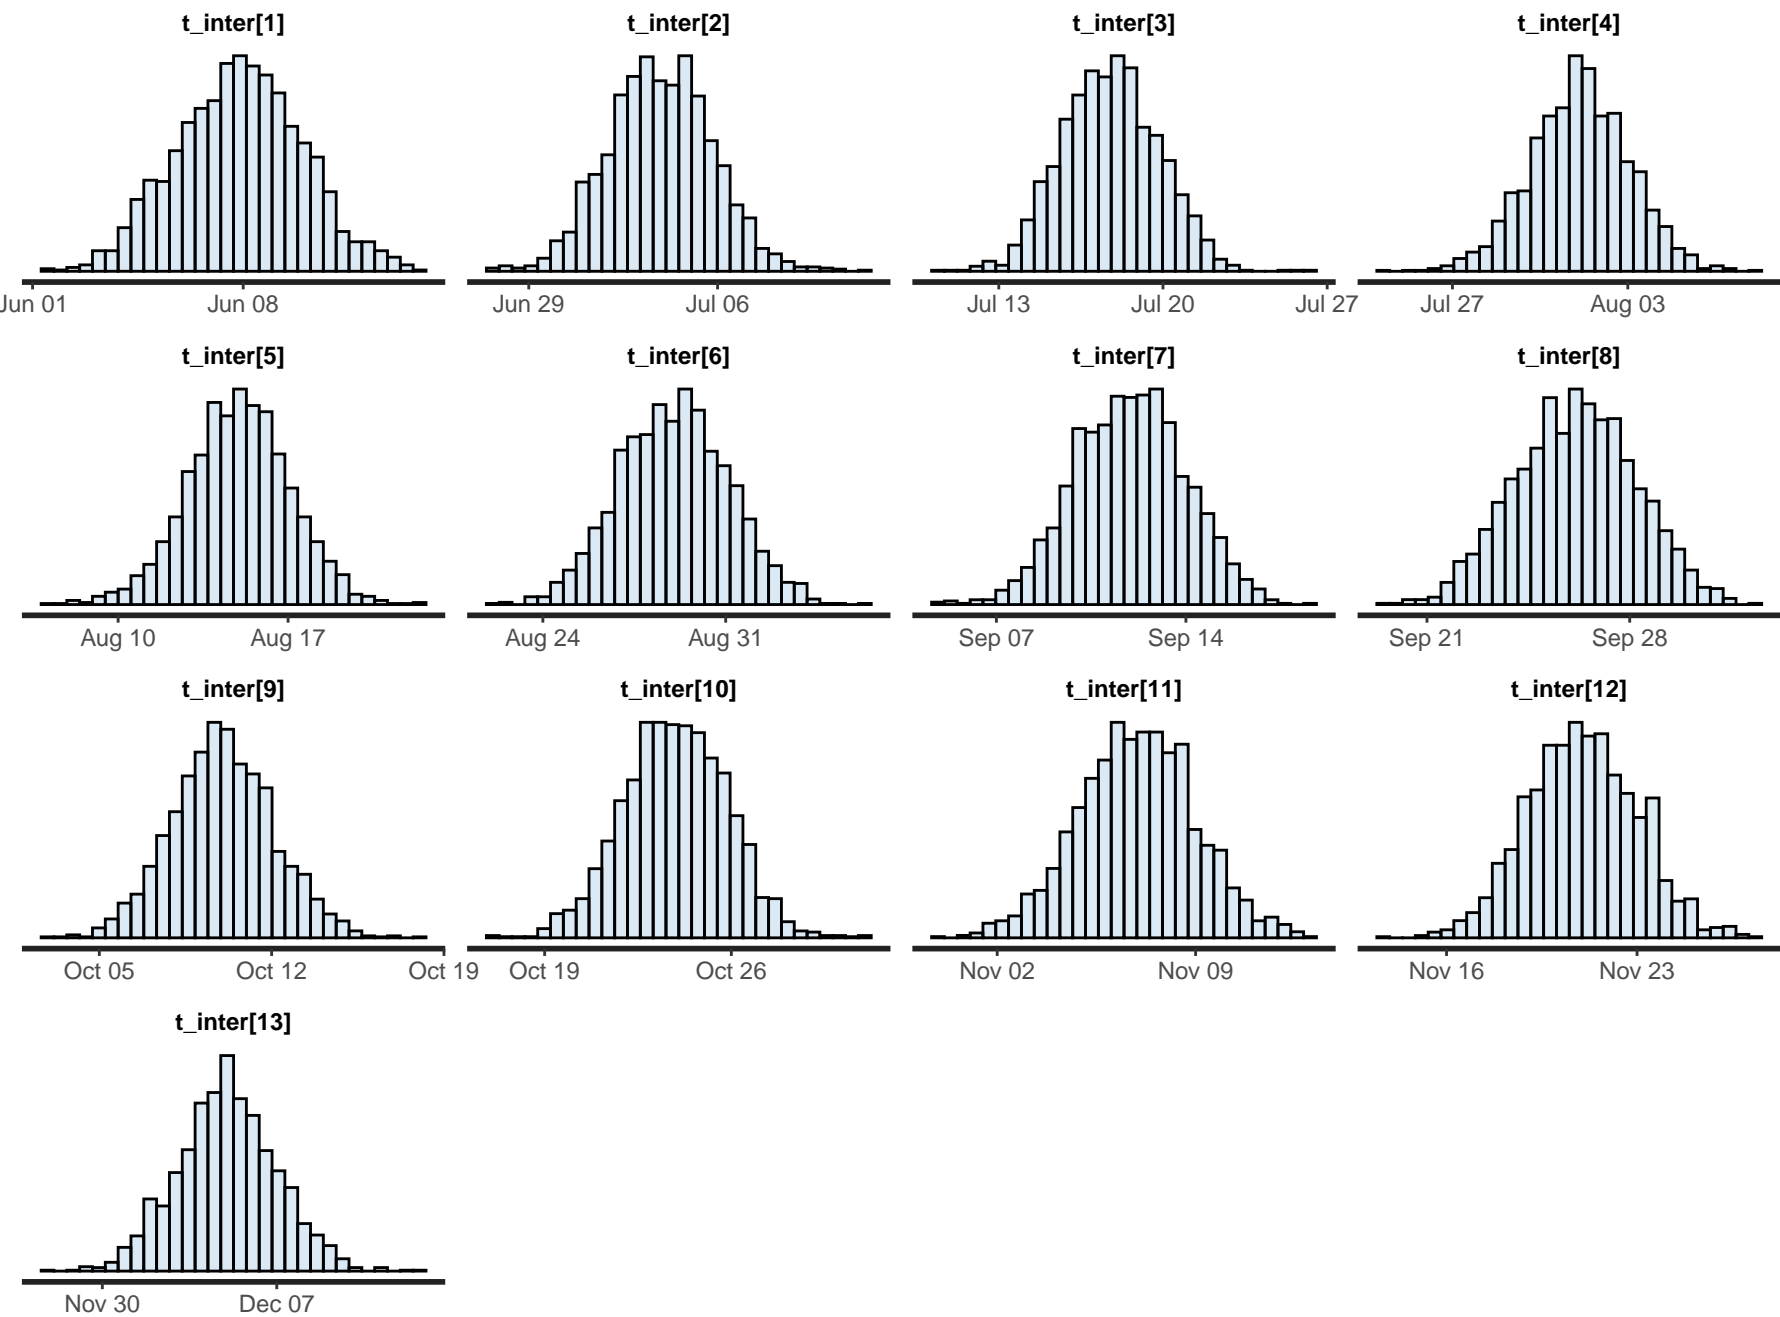 t_inter[1] t_inter[2] t_inter[3] t_inter[4]
Jun 01 Jun 08 Jun 29 Jul 06 Jul 13 Jul 20 Jul 27 Jul 27 Aug 03
t_inter[5] t_inter[6] t_inter[7] t_inter[8]
Aug 10 Aug 17 Aug 24 Aug 31 Sep 07 Sep 14 Sep 21 Sep 28
t_inter[9] t_inter[10] t_inter[11] t_inter[12]
Oct 05 Oct 12 Oct 19 Oct 19 Oct 26 Nov 02 Nov 09 Nov 16 Nov 23
t_inter[13]
Nov 30 Dec 07